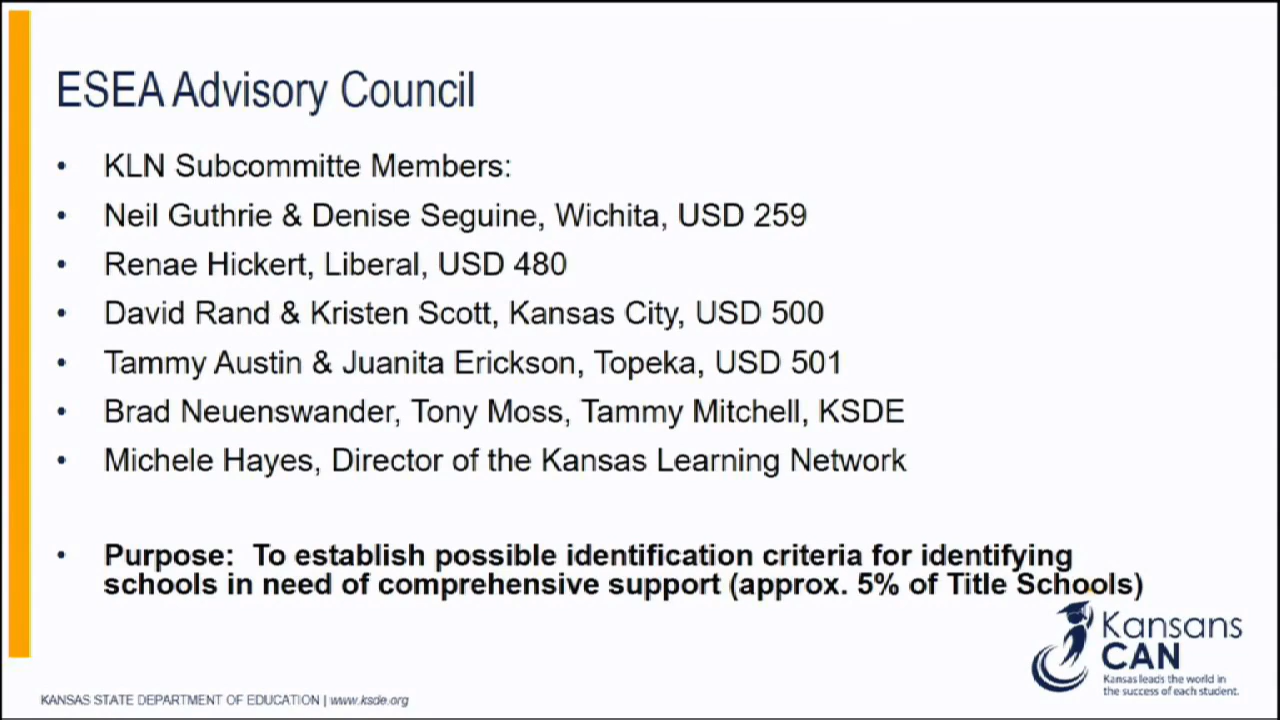 ESEA Advisory Council
• KLN Subcommitte Members:
• Neil Guthrie & Denise Seguine, Wichita, USD 259
• Renae Hickert, Liberal, USD 480
• David Rand & Kristen Scott, Kansas City, USD 500
• Tammy Austin & Juanita Erickson, Topeka, USD 501
• Brad Neuenswander, Tony Moss, Tammy Mitchell, KSDE
• Michele Hayes, Director of the Kansas Learning Network
• Purpose: To establish possible identification criteria for identifying
schools in need of comprehensive support (approx. 5% of Title Schools)
Kansans
CAN
Kansas leads the world in
the success of each student.
KANSAS STATE DEPARTMENT OF EDUCATION | www.ksde.org